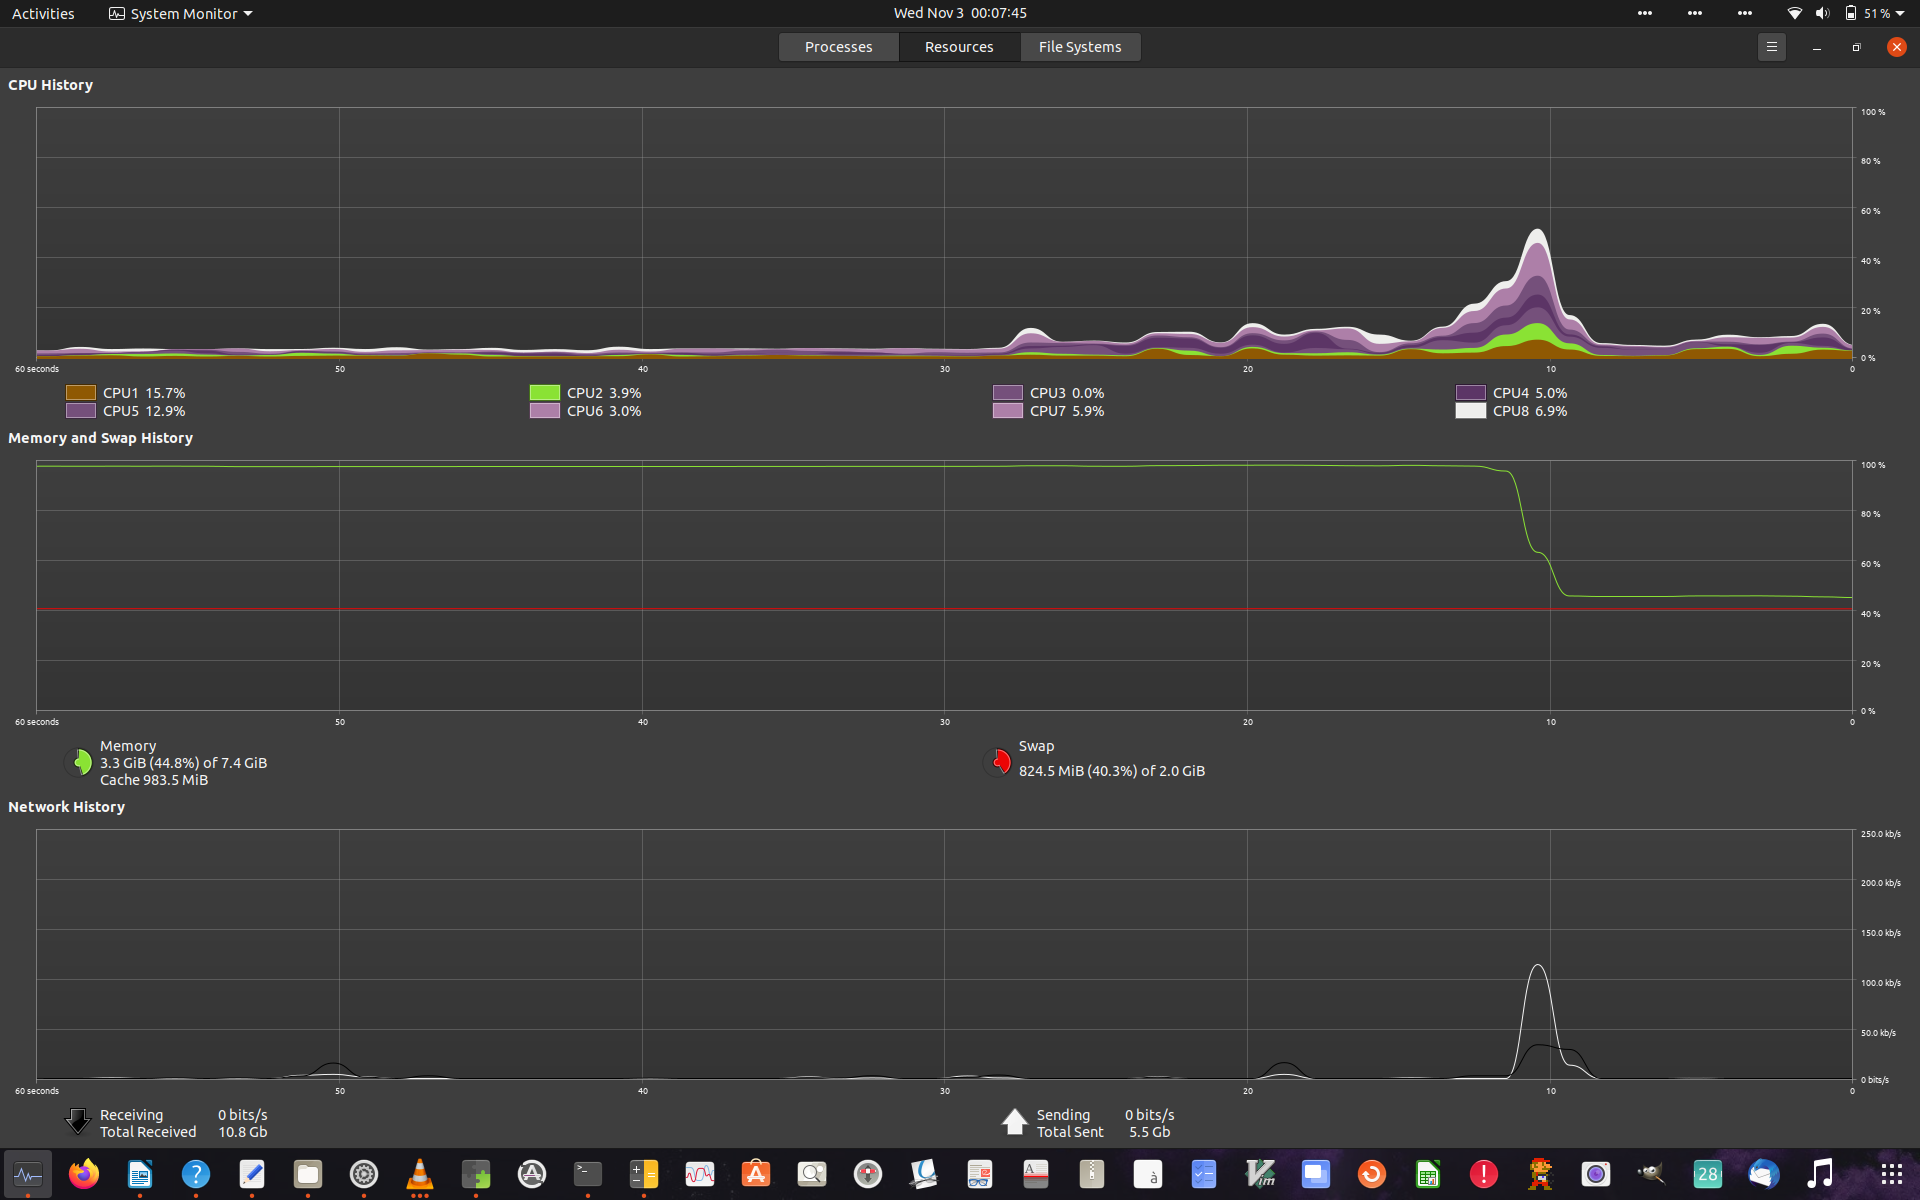 Activities System Monitor Wed Nov 3 00:07:45 51 %
Processes Resources File Systems
CPU History
100 %
80 %
60 %
40 %
20 %
0 %
60 seconds 50 40 30 20 10 0
CPU1 15.7% CPU2 3.9% CPU3 0.0% CPU4 5.0%
CPU5 12.9% CPU6 3.0% CPU7 5.9% CPU8 6.9%
Memory and Swap History
100 %
80 %
60 %
40 %
20 %
0 %
60 seconds 50 40 30 20 10 0
Memory
3.3 GiB (44.8%) of 7.4 GiB
Cache 983.5 MiB
Swap
824.5 MiB (40.3%) of 2.0 GiB
Network History
250.0 kb/s
200.0 kb/s
150.0 kb/s
100.0 kb/s
50.0 kb/s
0 bits/s
60 seconds 50 40 30 20 10 0
Receiving 0 bits/s Sending 0 bits/s
Total Received 10.8 Gb Total Sent 5.5 Gb
? >_ A à Vim ! 28